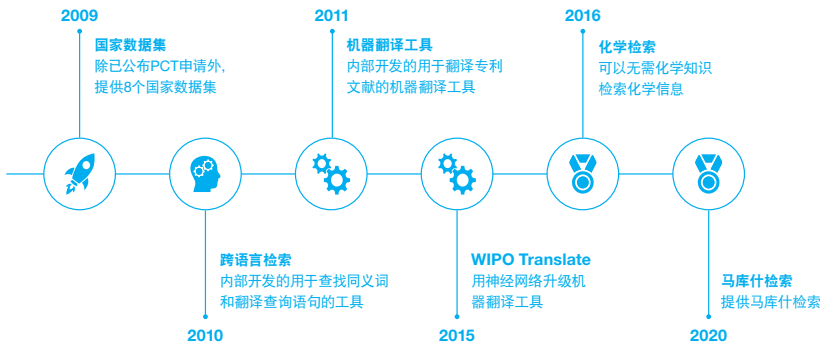 2009
国家数据集
除已公布PCT申请外,
提供8个国家数据集
跨语言检索
内部开发的用于查找同义词
和翻译查询语句的工具
2010
2011
机器翻译工具
内部开发的用于翻译专利
文献的机器翻译工具
WIPO Translate
用神经网络升级机
器翻译工具
2015
2016
化学检索
可以无需化学知识
检索化学信息
马库什检索
提供马库什检索
2020